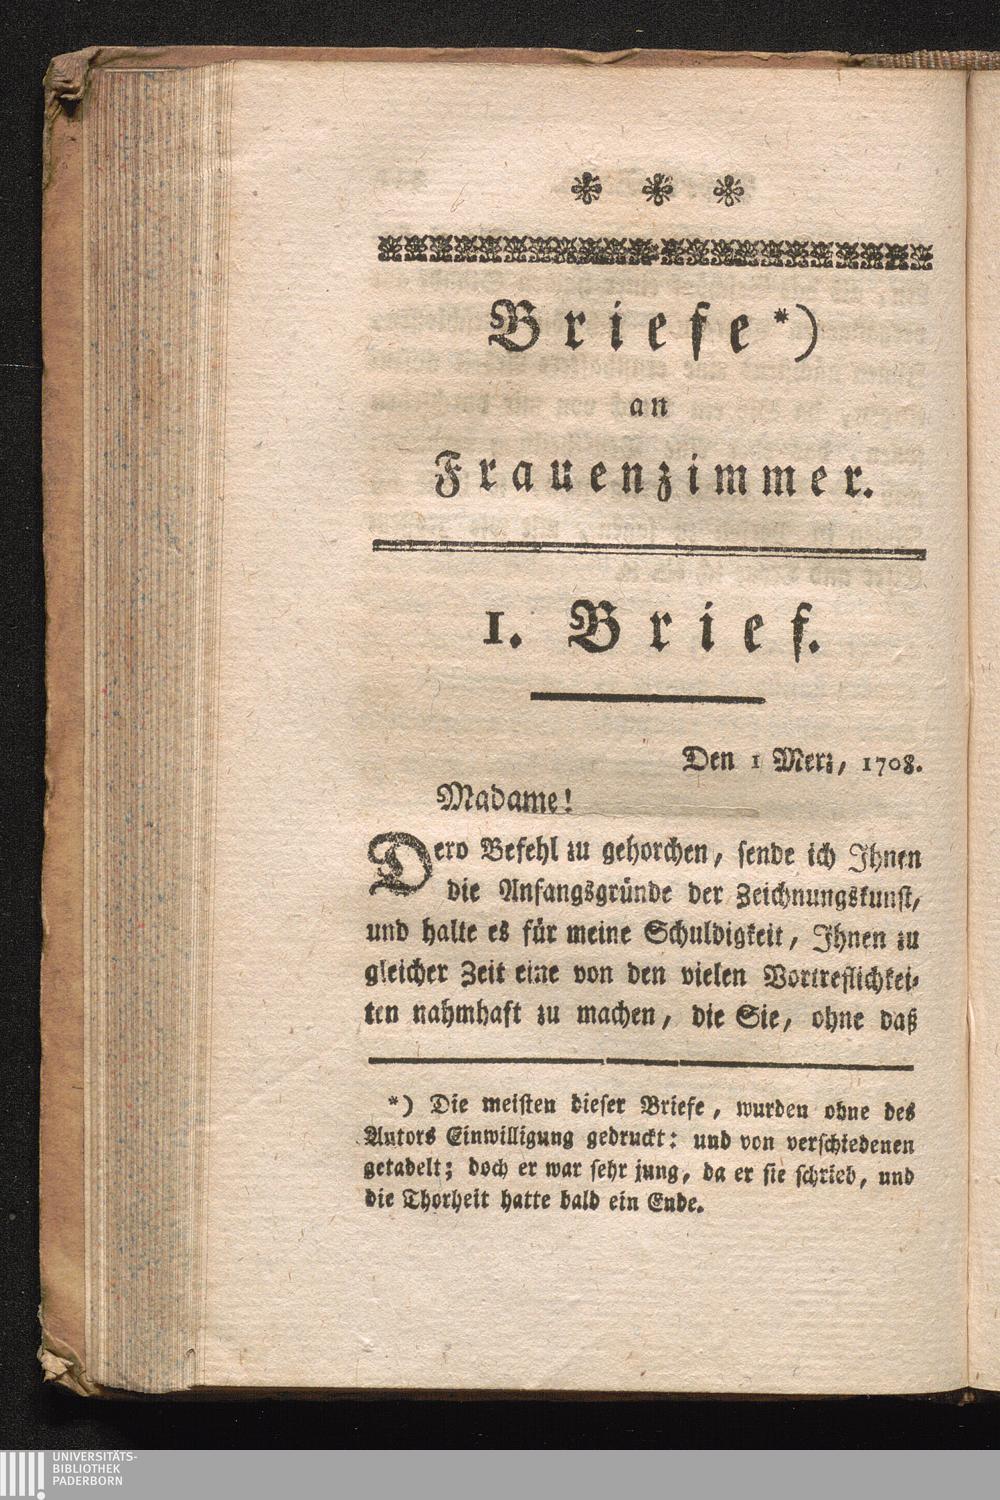 * * *
Briefe *)
an
Frauenzimmer.
1. Brief.
Den 1 Merz, 1708.
Madame!
Dero Befehl zu gehorchen, sende ich Ihnen
die Anfangsgründe der Zeichnungskunst,
und halte es für meine Schuldigkeit, Ihnen zu
gleicher Zeit eine von den vielen Vortreflichkei-
ten nahmhaft zu machen, die Sie, ohne daß
*) Die meisten dieser Briefe, wurden ohne des
Autors Einwilligung gedruckt: und von verschiedenen
getadelt; doch er war sehr jung, da er sie schrieb, und
die Thorheit hatte bald ein Ende.
UNIVERSITÄTS-
BIBLIOTHEK
PADERBORN